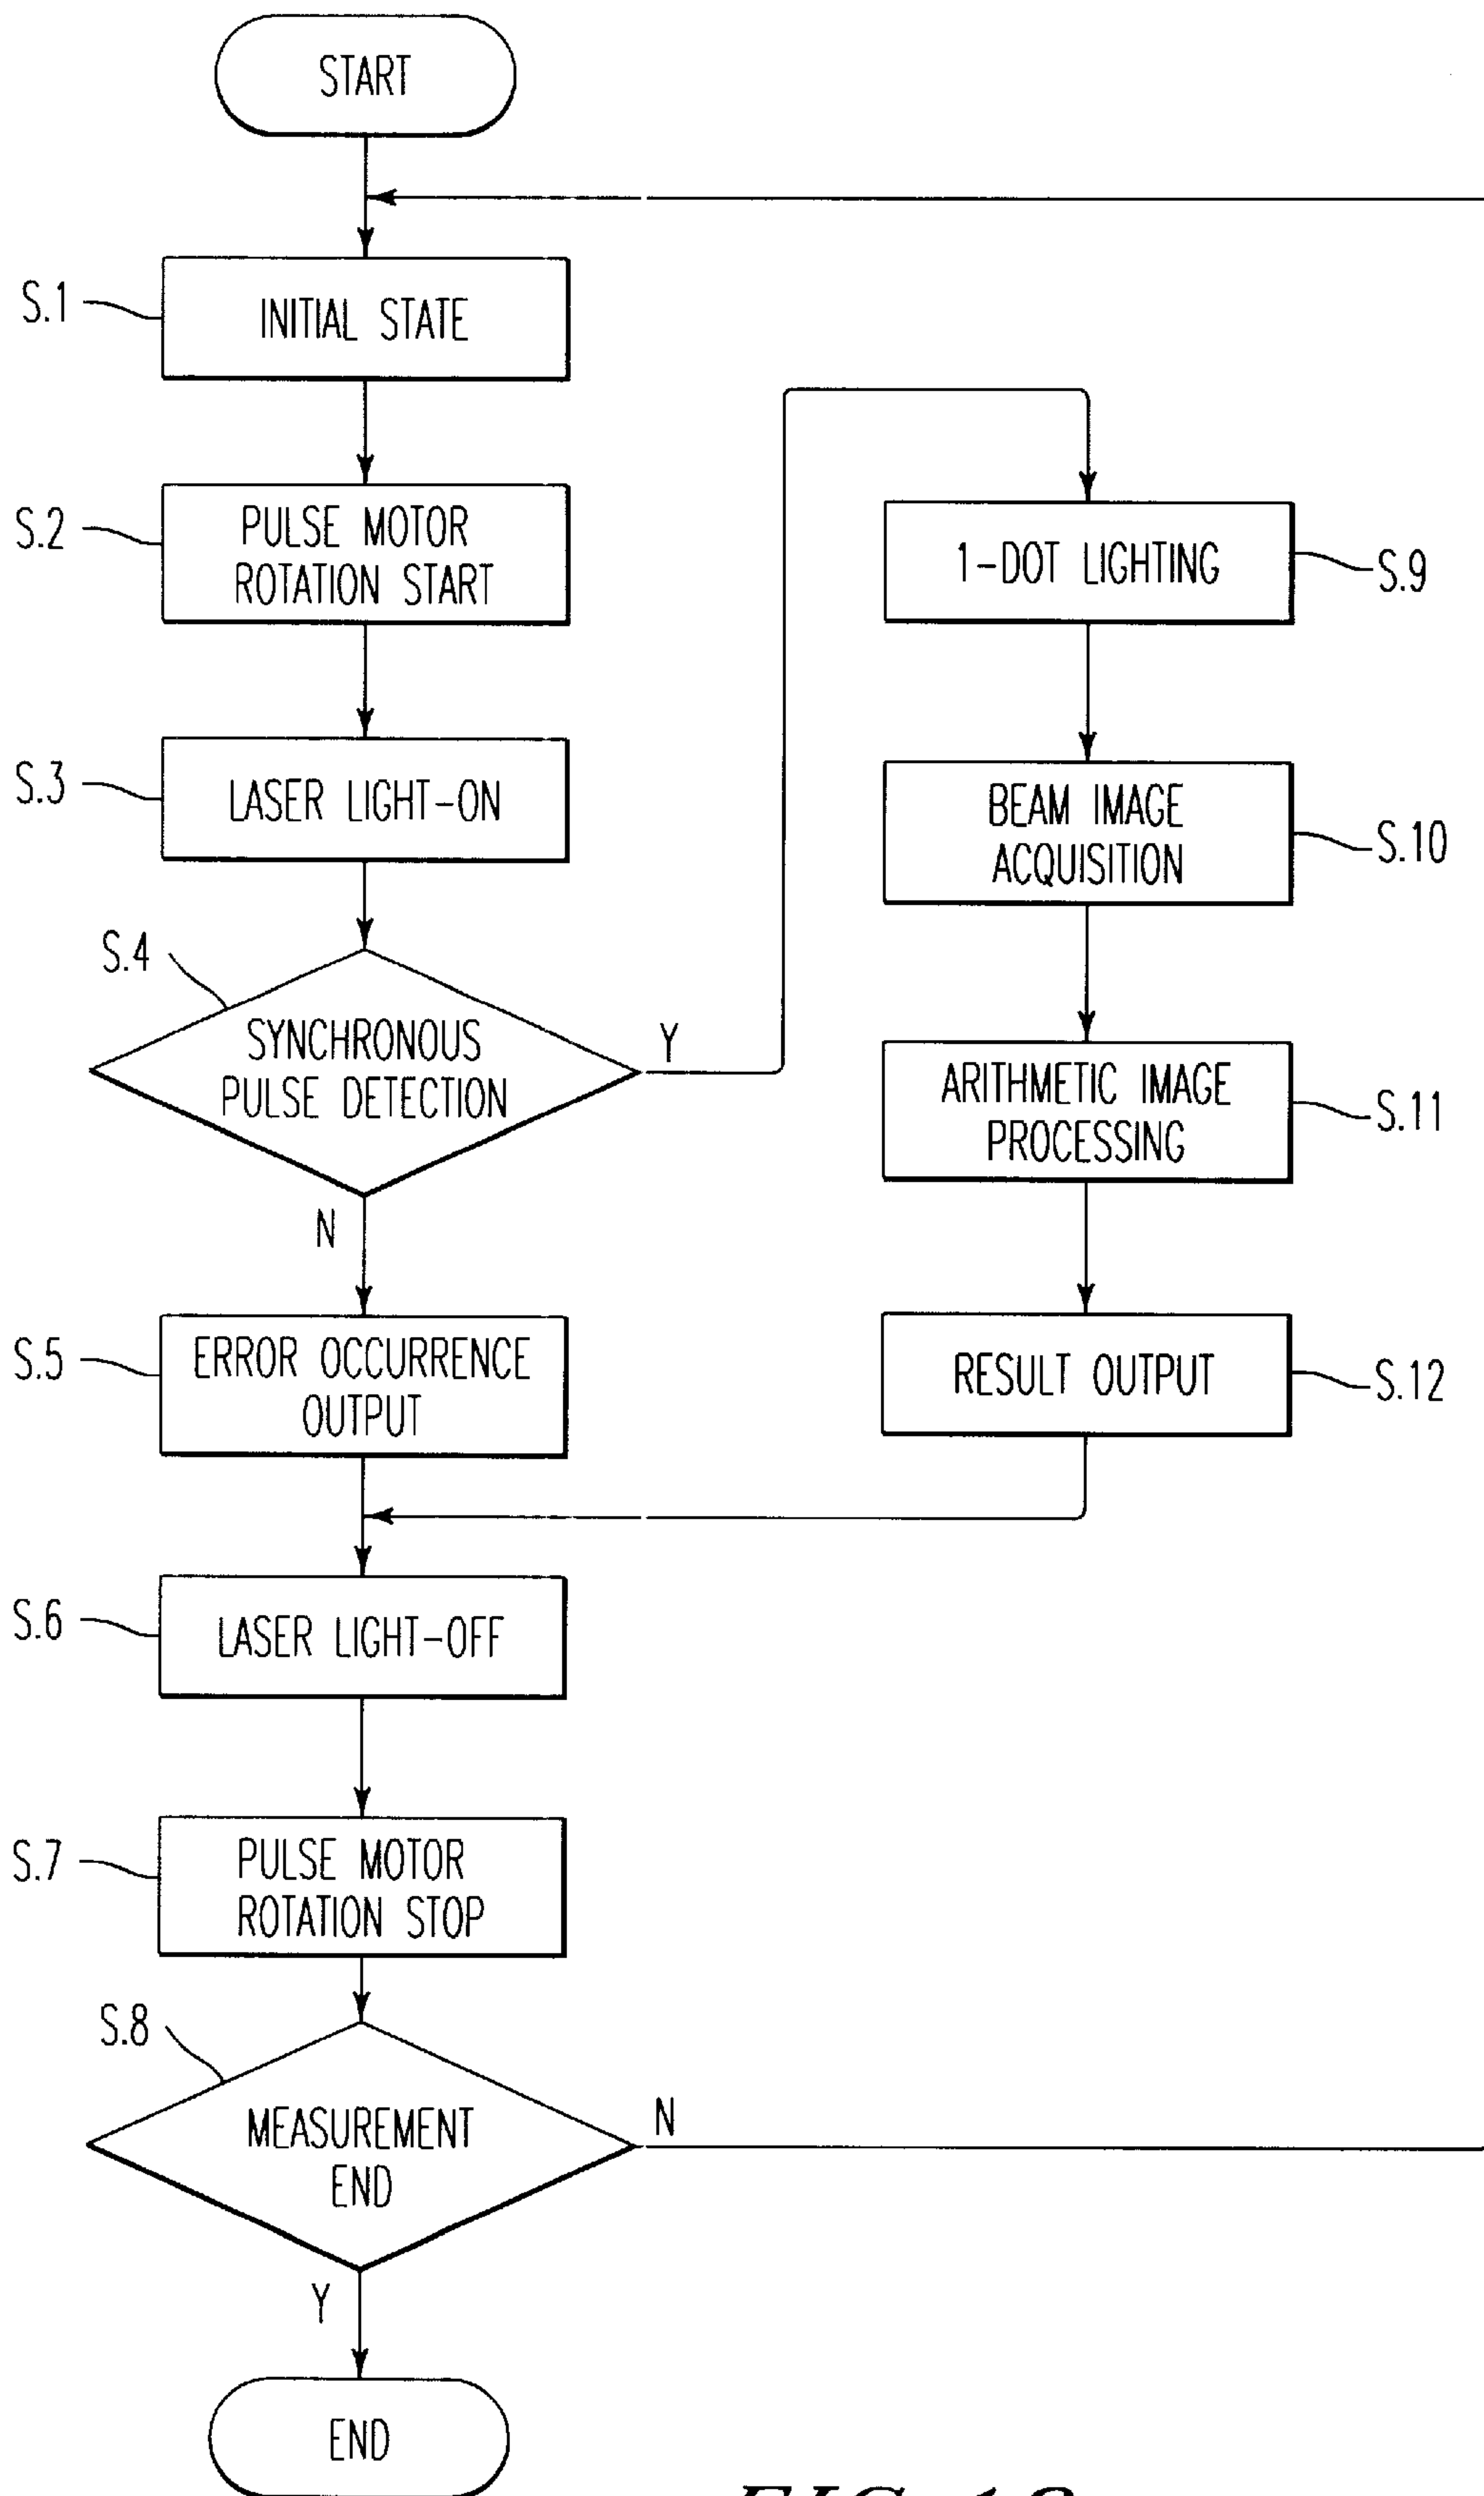 START
S.1
INITIAL STATE
S.2
PULSE MOTOR
ROTATION START
S.3
LASER LIGHT-ON
S.4
SYNCHRONOUS
PULSE DETECTION
Y
N
S.5
ERROR OCCURRENCE
OUTPUT
S.6
LASER LIGHT-OFF
S.7
PULSE MOTOR
ROTATION STOP
S.8
MEASUREMENT
END
N
Y
END
1-DOT LIGHTING
S.9
BEAM IMAGE
ACQUISITION
S.10
ARITHMETIC IMAGE
PROCESSING
S.11
RESULT OUTPUT
S.12